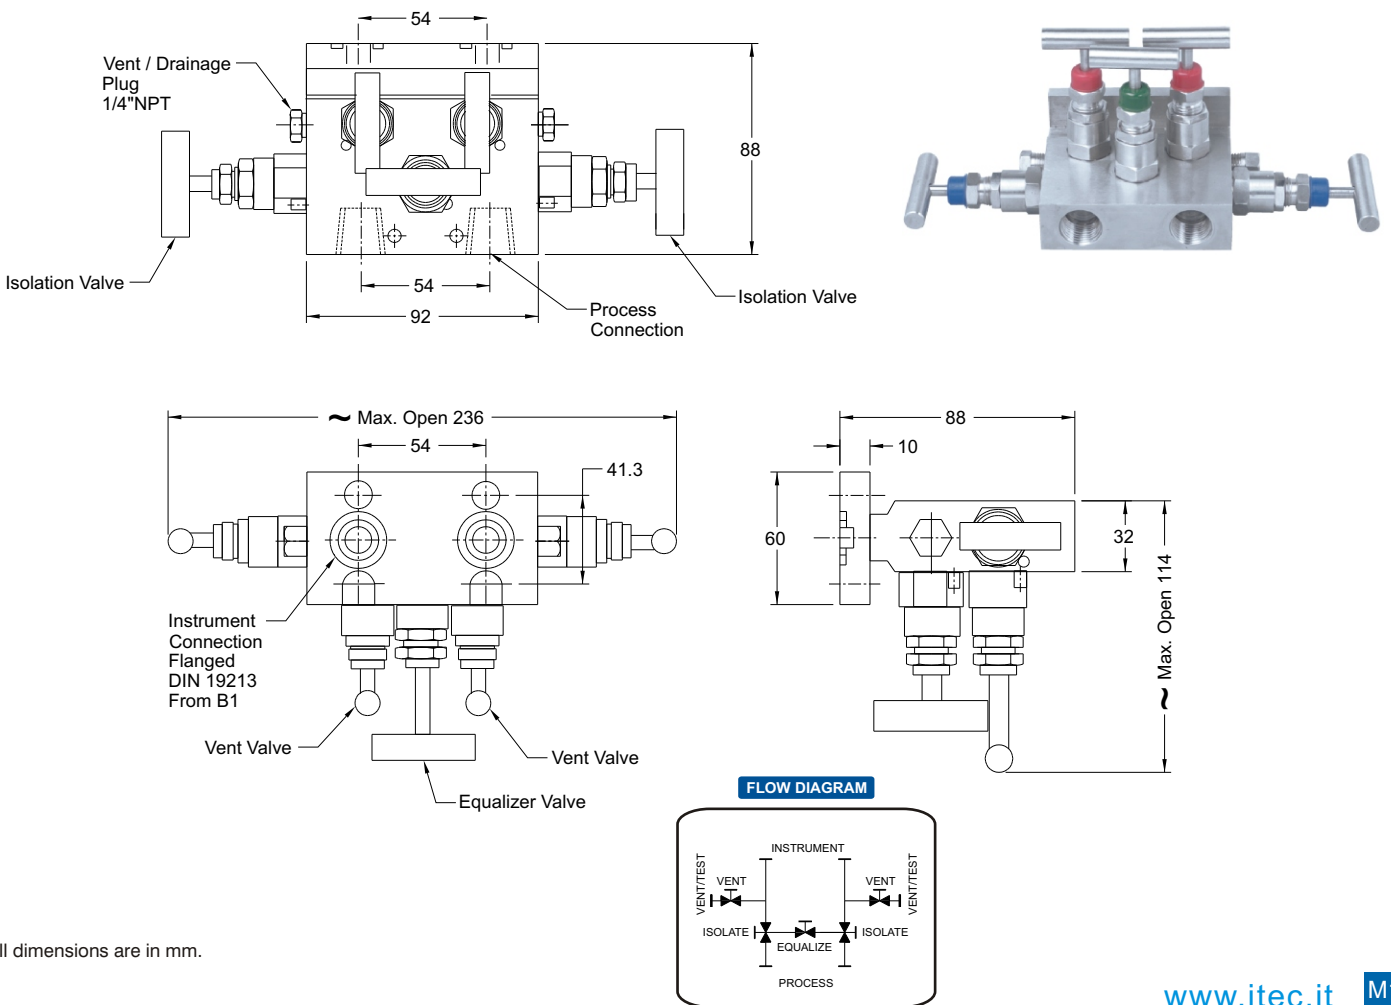 54
Vent / Drainage
Plug
1/4"NPT
88
Isolation Valve
54
Isolation Valve
92
Process
Connection
~ Max. Open 236
54
41.3
88
10
60
32
~ Max. Open 114
Instrument
Connection
Flanged
DIN 19213
From B1
Vent Valve
Vent Valve
Equalizer Valve
FLOW DIAGRAM
INSTRUMENT
VENT/TEST
VENT
VENT
VENT/TEST
ISOLATE
ISOLATE
EQUALIZE
PROCESS
ll dimensions are in mm.
www.itec.it
M